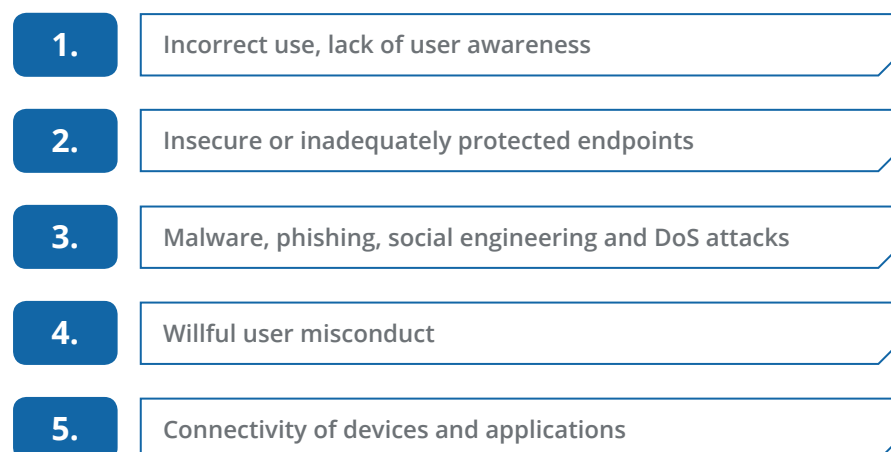 1. Incorrect use, lack of user awareness
2. Insecure or inadequately protected endpoints
3. Malware, phishing, social engineering and DoS attacks
4. Willful user misconduct
5. Connectivity of devices and applications